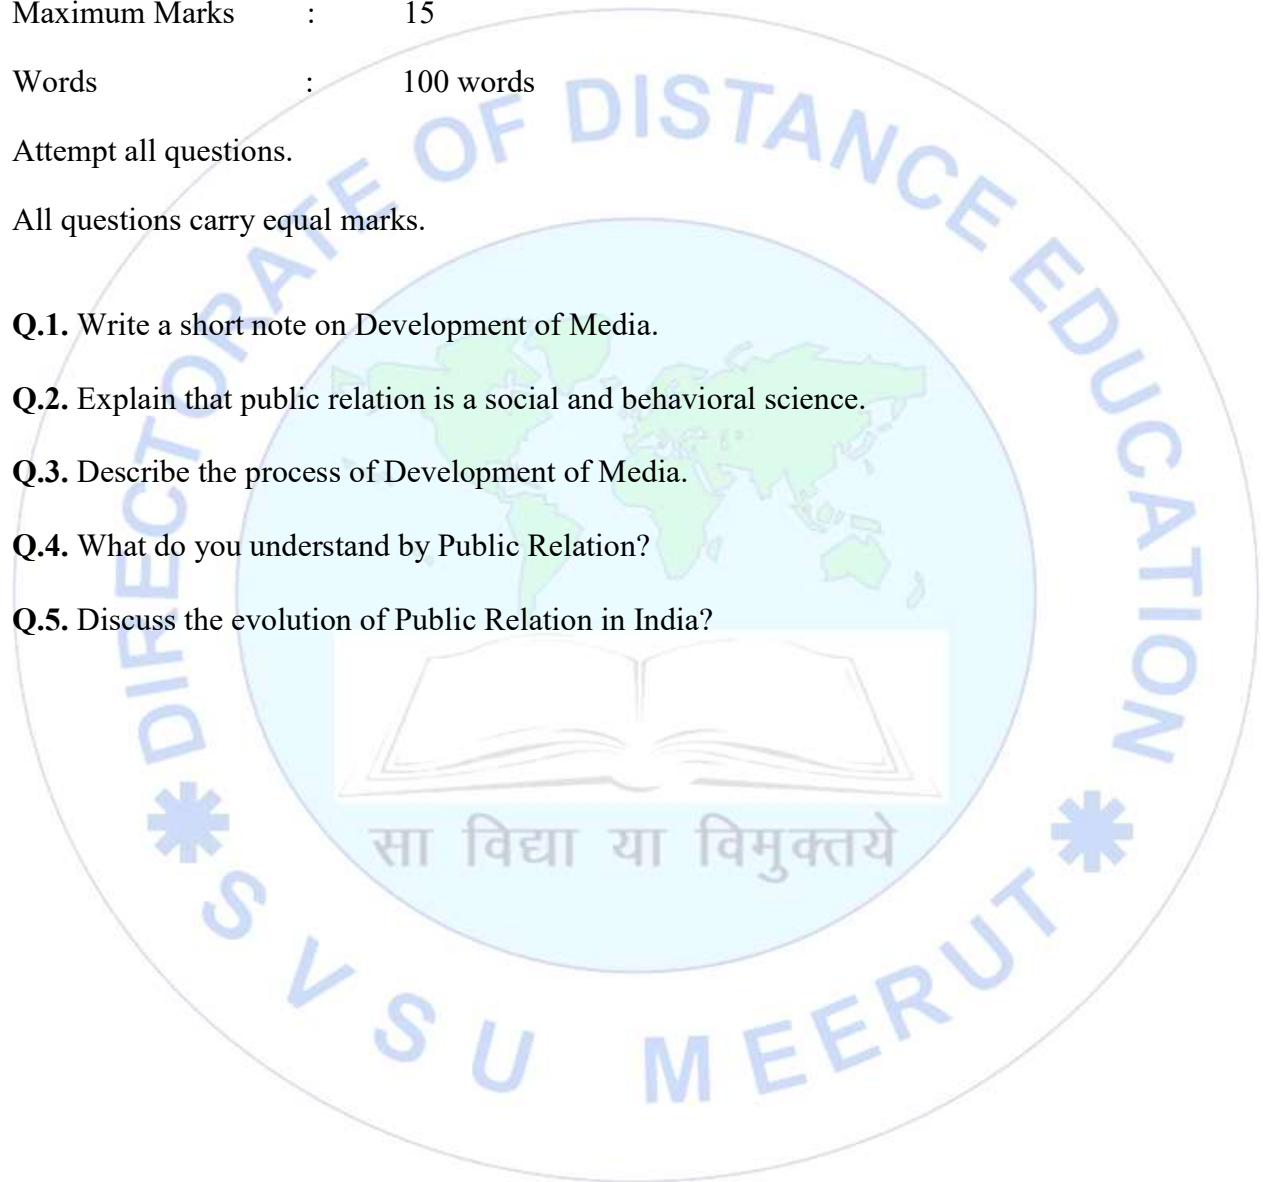 Maximum Marks : 15
Words : 100 words
Attempt all questions.
All questions carry equal marks.
Q.1. Write a short note on Development of Media.
Q.2. Explain that public relation is a social and behavioral science.
Q.3. Describe the process of Development of Media.
Q.4. What do you understand by Public Relation?
Q.5. Discuss the evolution of Public Relation in India?
DIRECTORATE OF DISTANCE EDUCATION
सा विद्या या विमुक्तये
SVSU MEERUT